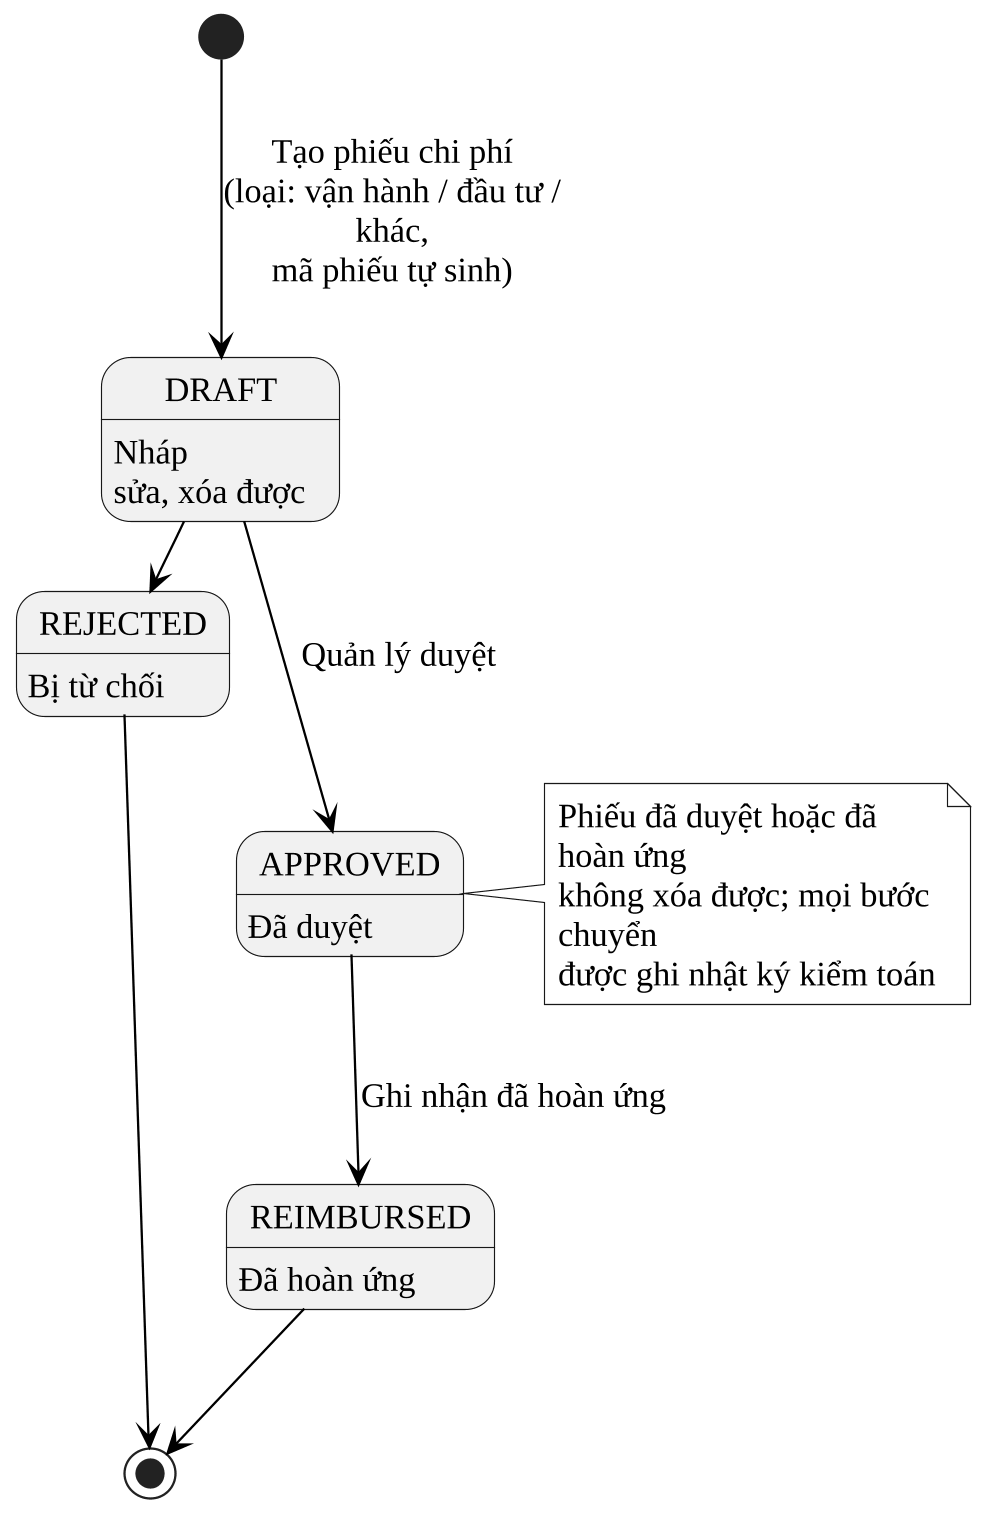 Tạo phiếu chi phí
(loại: vận hành / đầu tư /
khác,
mã phiếu tự sinh)
DRAFT
Nháp
sửa, xóa được
REJECTED
Bị từ chối
Quản lý duyệt
APPROVED
Đã duyệt
Phiếu đã duyệt hoặc đã
hoàn ứng
không xóa được; mọi bước
chuyển
được ghi nhật ký kiểm toán
Ghi nhận đã hoàn ứng
REIMBURSED
Đã hoàn ứng